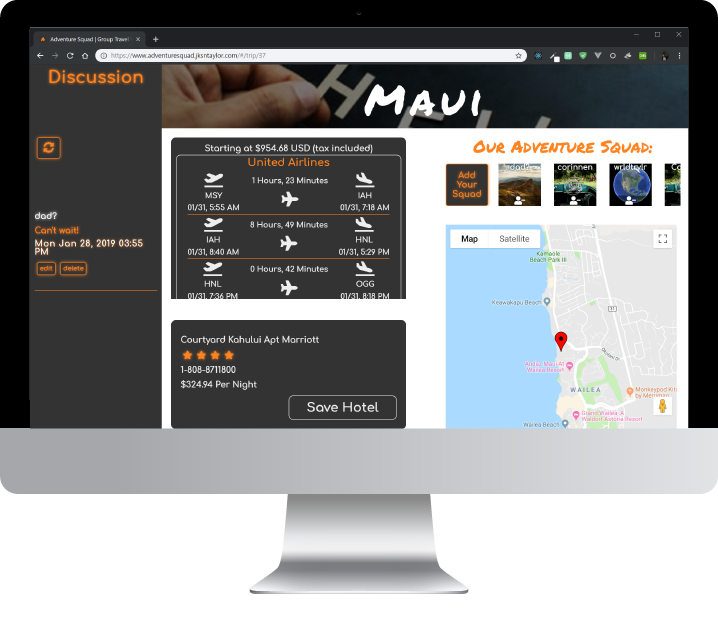 Adventure Squad | Group Travel
https://www.adventuresquad.jksntaylor.com/#/trip/37
Discussion
dad?
Can't wait!
Mon Jan 28, 2019 03:55
PM
edit delete
Maui
Starting at $954.68 USD (tax included)
United Airlines
1 Hours, 23 Minutes
MSY IAH
01/31, 5:55 AM 01/31, 7:18 AM
8 Hours, 49 Minutes
IAH HNL
01/31, 8:40 AM 01/31, 5:29 PM
0 Hours, 42 Minutes
HNL OGG
01/31, 7:36 PM 01/31, 8:18 PM
Courtyard Kahului Apt Marriott
1-808-8711800
$324.94 Per Night
Save Hotel
Our Adventure Squad:
Add
Your
Squad
corinnen
wrldtrvlr
Map Satellite
Kamaole
Beach Park III
Keawakapu Beach
31
Okolani Dr
Andaz Maui At
Wailea Resort
WAILEA
Monkeypod Kit
by Merriman
Grand Wailea, A
Waldorf Astoria Resort
Wailea Beach